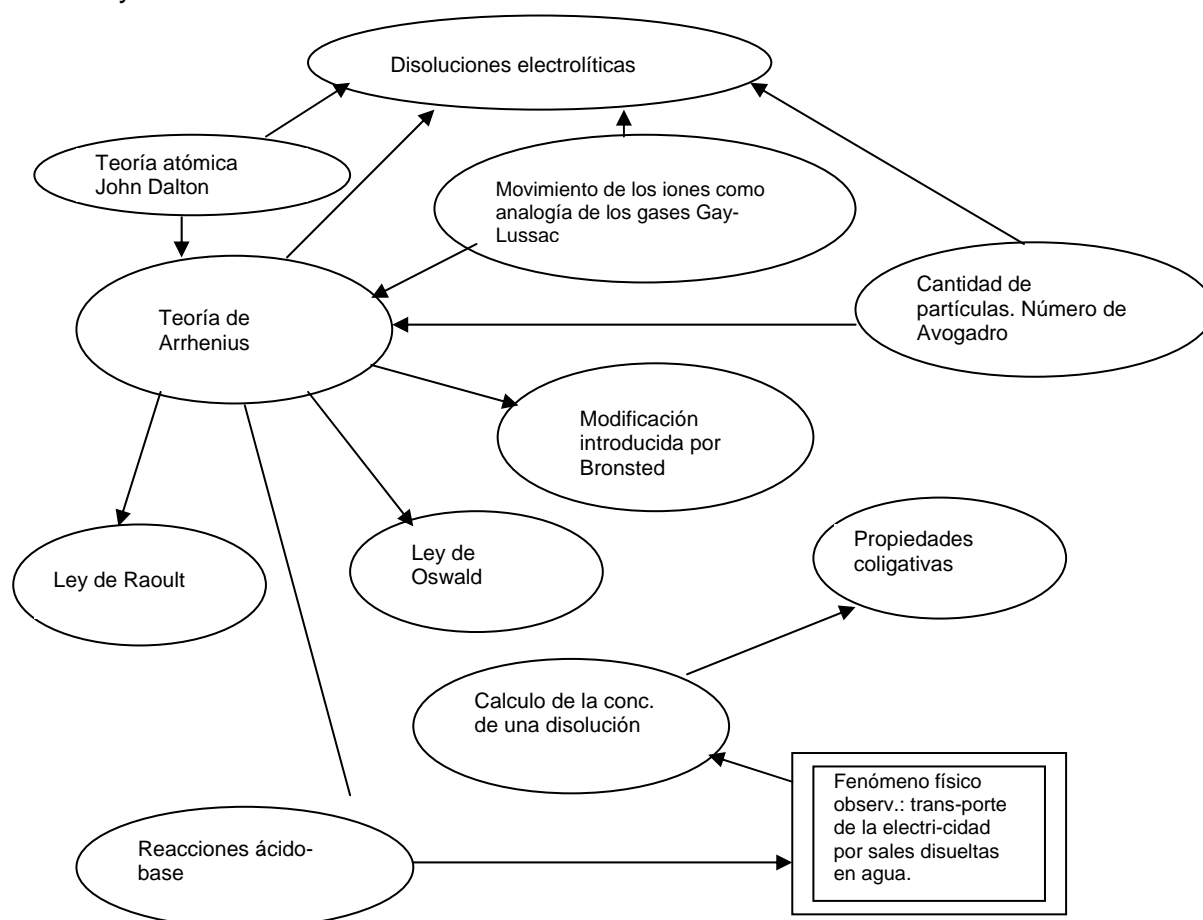 Disoluciones electrolíticas
Teoría atómica
John Dalton
Movimiento de los iones como
analogía de los gases Gay-
Lussac
Cantidad de
partículas. Número de
Avogadro
Teoría de
Arrhenius
Modificación
introducida por
Bronsted
Propiedades
coligativas
Ley de Raoult
Ley de
Oswald
Calculo de la conc.
de una disolución
Fenómeno físico
observ.: trans-porte
de la electri-cidad
por sales disueltas
en agua.
Reacciones ácido-
base